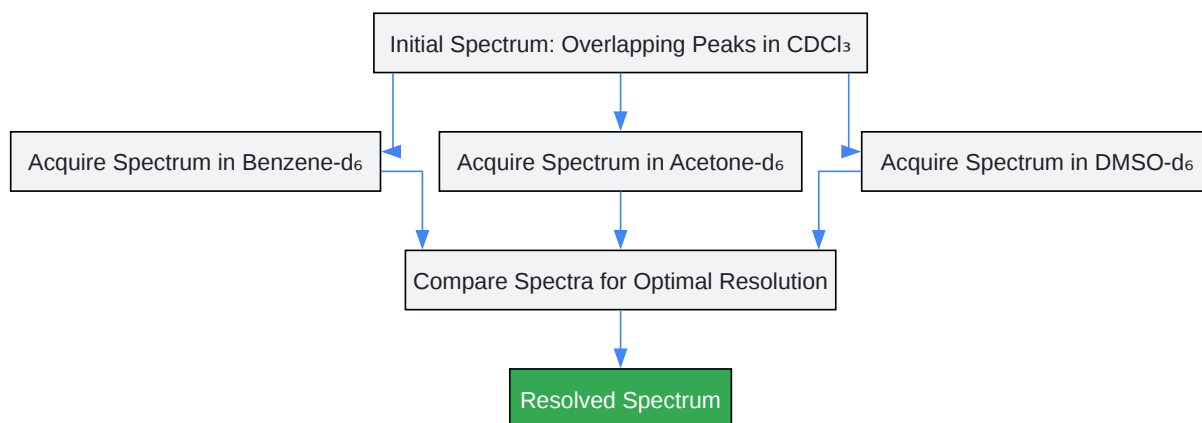 Initial Spectrum: Overlapping Peaks in CDCl₃
Acquire Spectrum in Benzene-d₆
Acquire Spectrum in Acetone-d₆
Acquire Spectrum in DMSO-d₆
Compare Spectra for Optimal Resolution
Resolved Spectrum